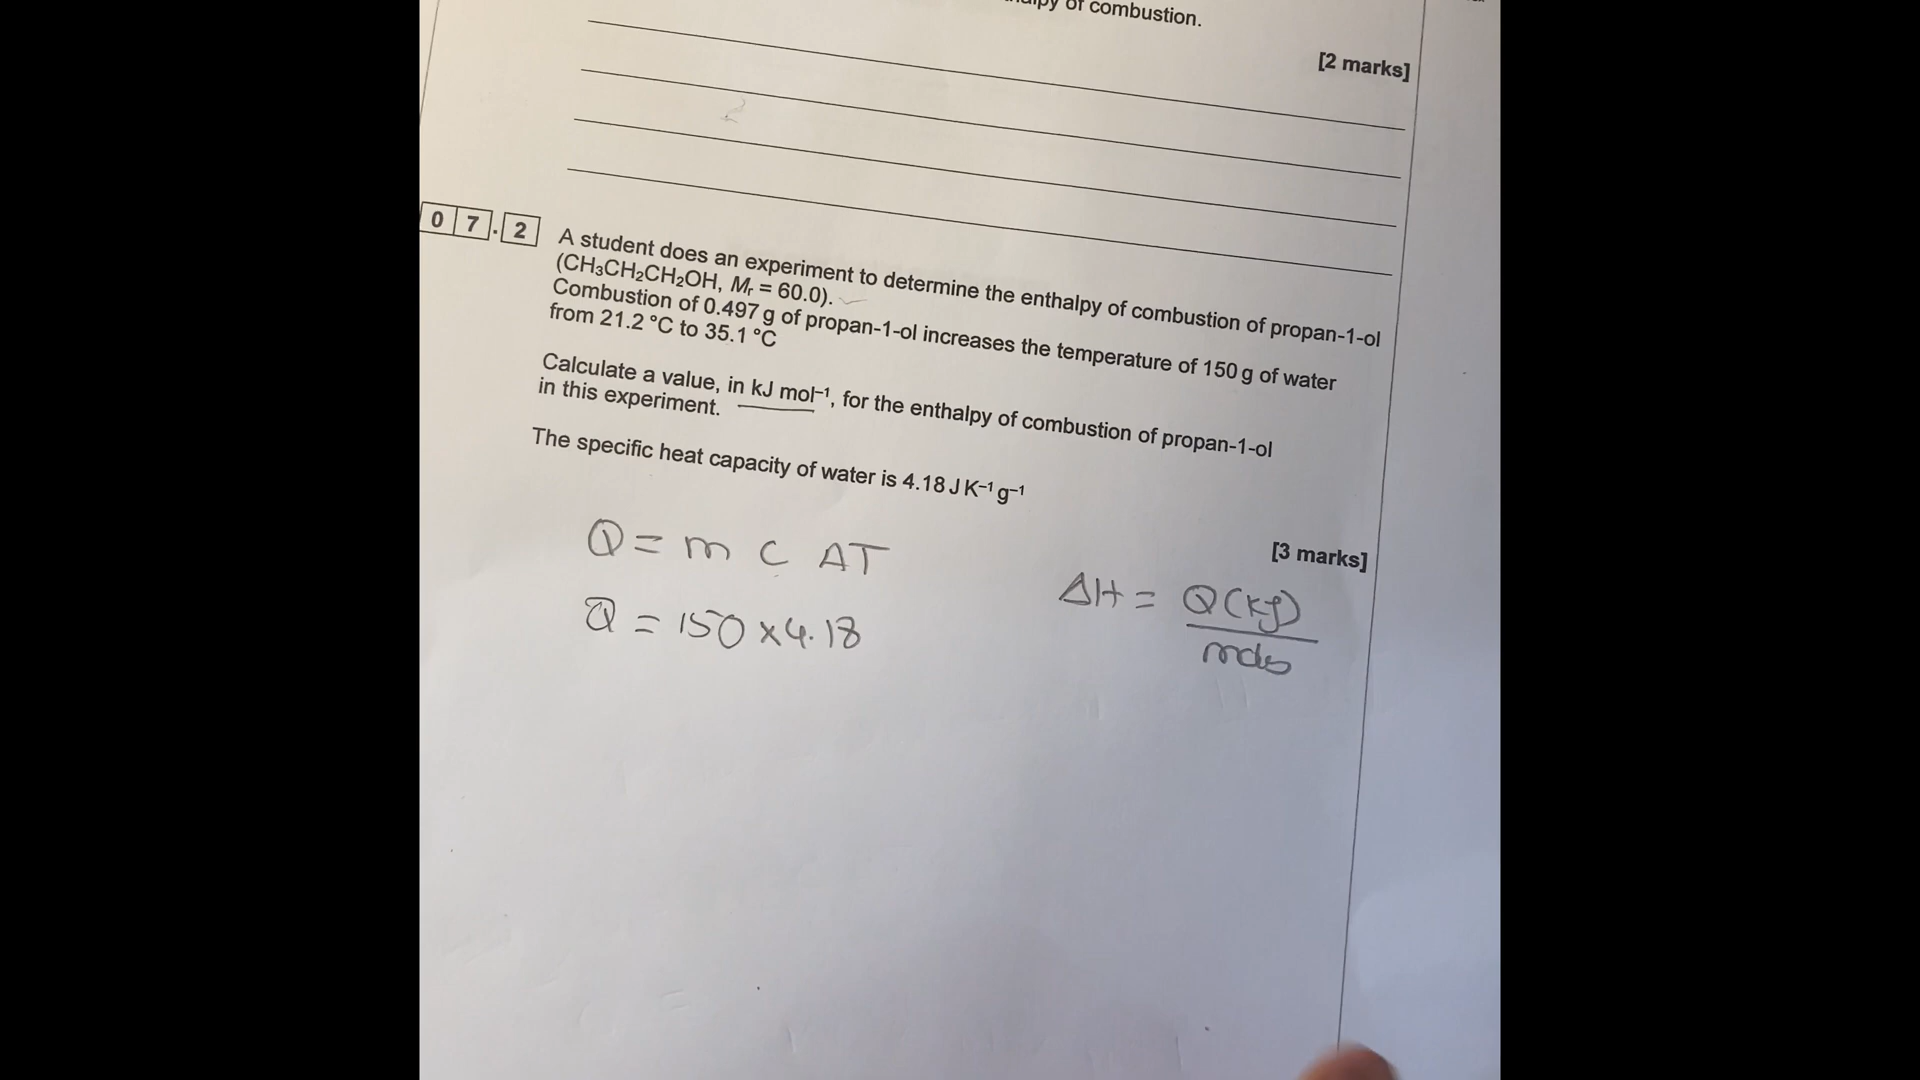 of combustion.
[2 marks]
07.2
A student does an experiment to determine the enthalpy of combustion of propan-1-ol
(CH₃CH₂CH₂OH, Mᵣ = 60.0).
Combustion of 0.497 g of propan-1-ol increases the temperature of 150 g of water
from 21.2 °C to 35.1 °C
Calculate a value, in kJ mol⁻¹, for the enthalpy of combustion of propan-1-ol
in this experiment.
The specific heat capacity of water is 4.18 J K⁻¹ g⁻¹
[3 marks]
Q = m c ΔT
Q = 150 × 4.18
ΔH = Q(kJ)
moles